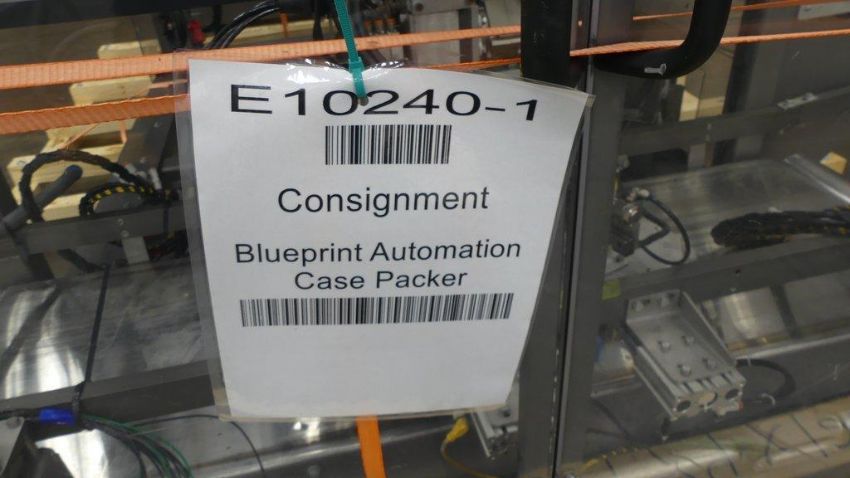 E10240-1
Consignment
Blueprint Automation
Case Packer